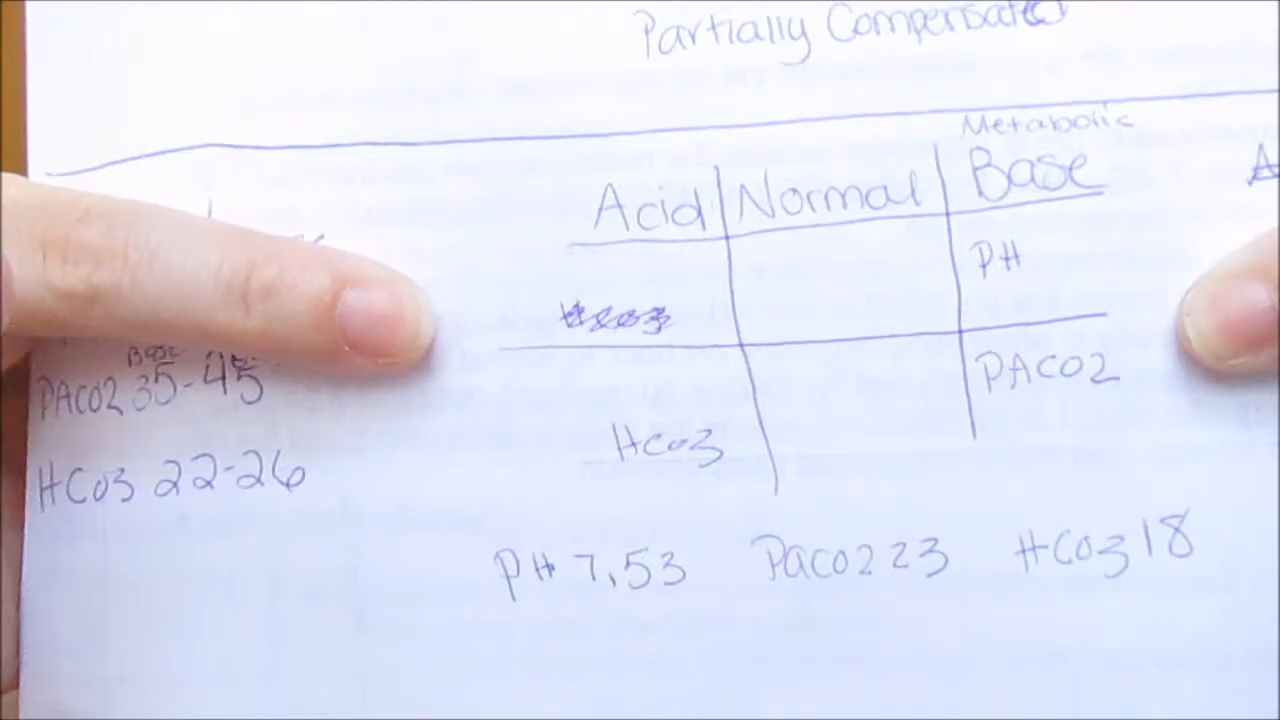 Partially Compensated
Metabolic
Acid Normal Base
PH
Base
PACO2 35-45
PACO2
HCO3
HCO3 22-26
PH 7.53 PaCO2 23 HCO3 18